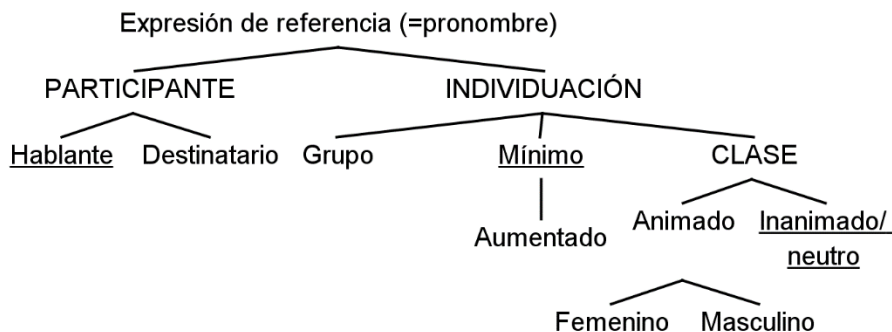 Expresión de referencia (=pronombre)
PARTICIPANTE INDIVIDUACIÓN
Hablante Destinatario Grupo Mínimo CLASE
Aumentado Animado Inanimado/
neutro
Femenino Masculino